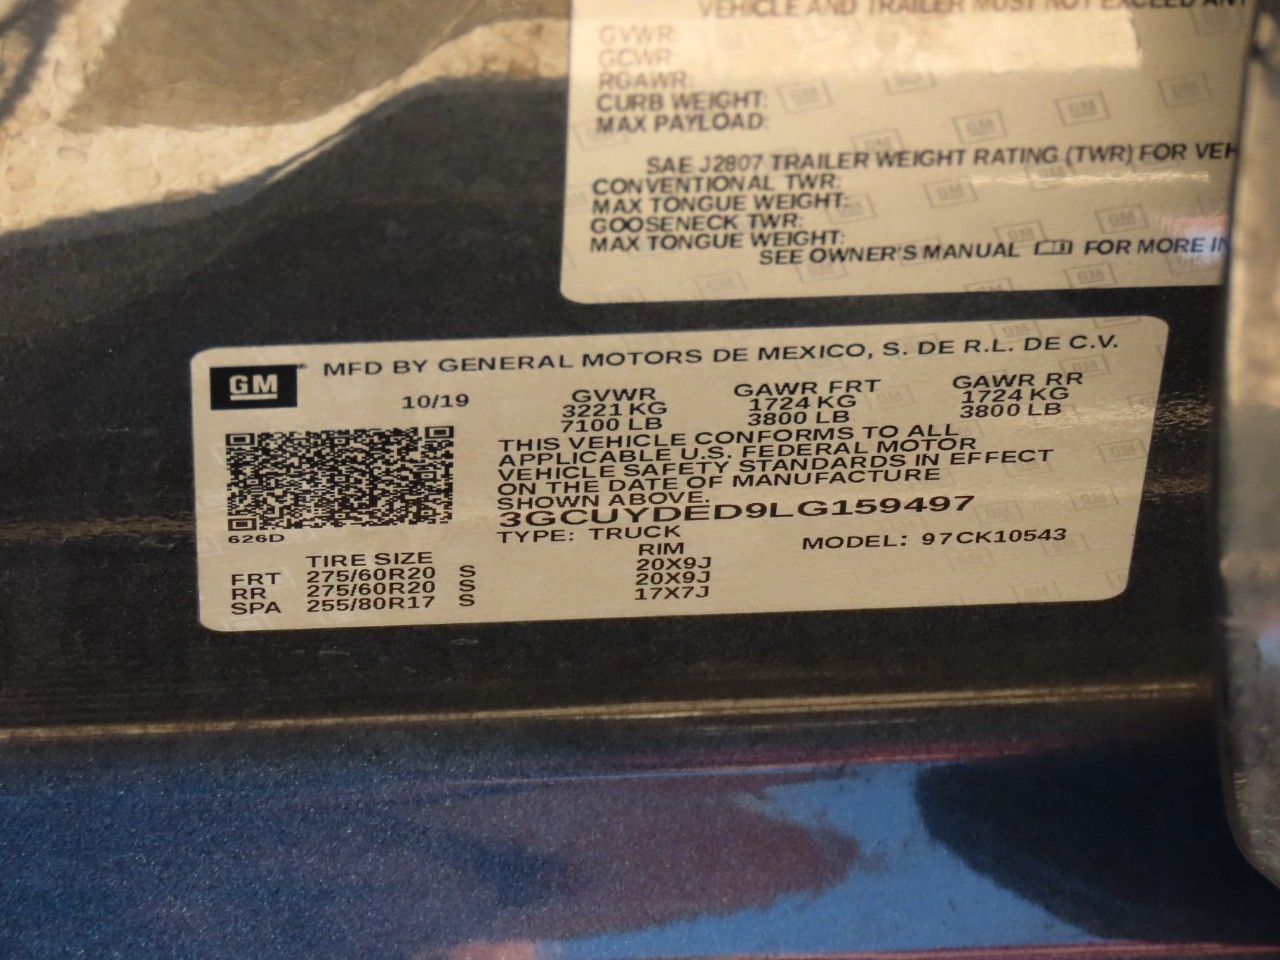 VEHICLE AND TRAILER MUST NOT EXCEED AN
GVWR:
GCWR:
RGAWR:
CURB WEIGHT:
MAX PAYLOAD:
SAE J2807 TRAILER WEIGHT RATING (TWR) FOR VEH
CONVENTIONAL TWR:
MAX TONGUE WEIGHT:
GOOSENECK TWR:
MAX TONGUE WEIGHT:
SEE OWNER'S MANUAL FOR MORE IN
GM MFD BY GENERAL MOTORS DE MEXICO, S. DE R.L. DE C.V.
10/19 GVWR GAWR FRT GAWR RR
3221 KG 1724 KG 1724 KG
7100 LB 3800 LB 3800 LB
THIS VEHICLE CONFORMS TO ALL
APPLICABLE U.S. FEDERAL MOTOR
VEHICLE SAFETY STANDARDS IN EFFECT
ON THE DATE OF MANUFACTURE
SHOWN ABOVE.
3GCUYDED9LG159497
626D TYPE: TRUCK MODEL: 97CK10543
TIRE SIZE RIM
FRT 275/60R20 S 20X9J
RR 275/60R20 S 20X9J
SPA 255/80R17 S 17X7J